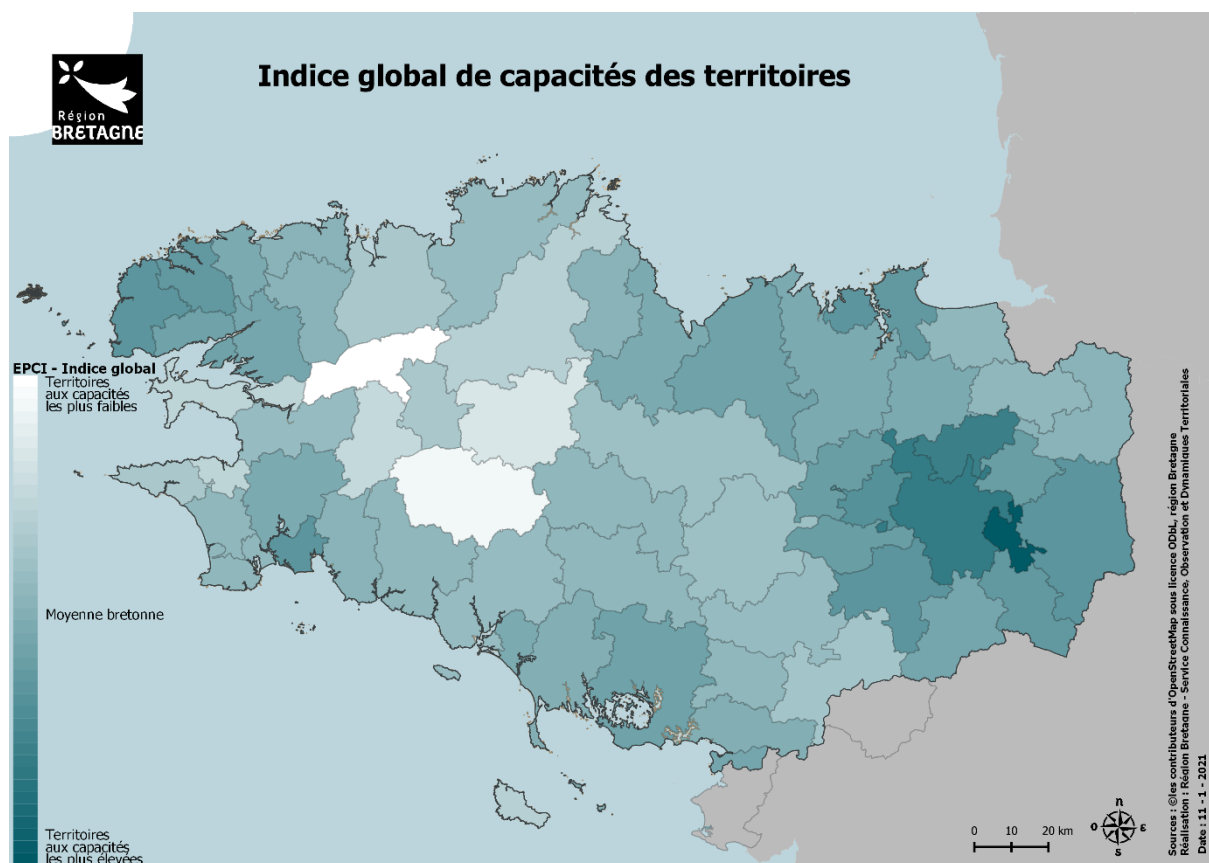 Indice global de capacités des territoires
Région
BRETAGNE
EPCI - Indice global
Territoires
aux capacités
les plus faibles
Moyenne bretonne
Territoires
aux capacités
les plus élevées
0 10 20 km
n
o ε
s
Sources : ©les contributeurs d'OpenStreetMap sous licence ODbL, région Bretagne
Réalisation : Région Bretagne - Service Connaissance, Observation et Dynamiques Territoriales
Date : 11 - 1 - 2021